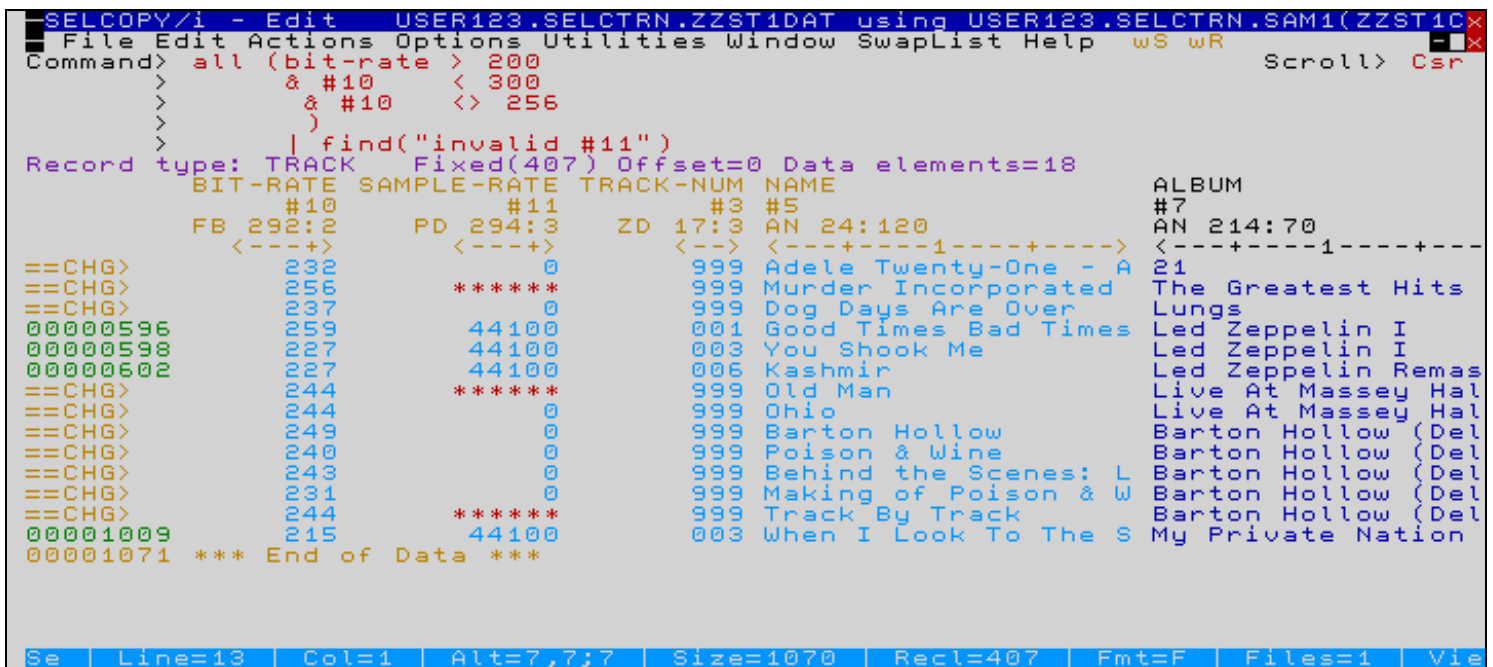 SELCOPY/i - Edit   USER123.SELCTRN.ZZST1DAT using USER123.SELCTRN.SAM1(ZZST1C x
File Edit Actions Options Utilities Window SwapList Help  wS wR
Command> all (bit-rate > 200                                         Scroll> Csr
       >       & #10     < 300
       >        & #10    <> 256
       >        )
       >       | find("invalid #11")
Record type: TRACK    Fixed(407) Offset=0 Data elements=18
BIT-RATE SAMPLE-RATE TRACK-NUM NAME                 ALBUM
#10         #11        #3 #5                   #7
FB 292:2    PD 294:3   ZD 17:3 AN 24:120            AN 214:70
<---+>      <---+>      <--> <---+----1----+----> <---+----1----+---
==CHG>          232            0       999 Adele Twenty-One - A 21
==CHG>          256       ******       999 Murder Incorporated  The Greatest Hits
==CHG>          237            0       999 Dog Days Are Over    Lungs
00000596        259        44100       001 Good Times Bad Times Led Zeppelin I
00000598        227        44100       003 You Shook Me         Led Zeppelin I
00000602        227        44100       006 Kashmir              Led Zeppelin Remas
==CHG>          244       ******       999 Old Man              Live At Massey Hal
==CHG>          244            0       999 Ohio                 Live At Massey Hal
==CHG>          249            0       999 Barton Hollow        Barton Hollow (Del
==CHG>          240            0       999 Poison & Wine        Barton Hollow (Del
==CHG>          243            0       999 Behind the Scenes: L Barton Hollow (Del
==CHG>          231            0       999 Making of Poison & W Barton Hollow (Del
==CHG>          244       ******       999 Track By Track       Barton Hollow (Del
00001009        215        44100       003 When I Look To The S My Private Nation
00001071 *** End of Data ***
Se | Line=13 | Col=1 | Alt=7,7;7 | Size=1070 | Recl=407 | Fmt=F | Files=1 | Vie